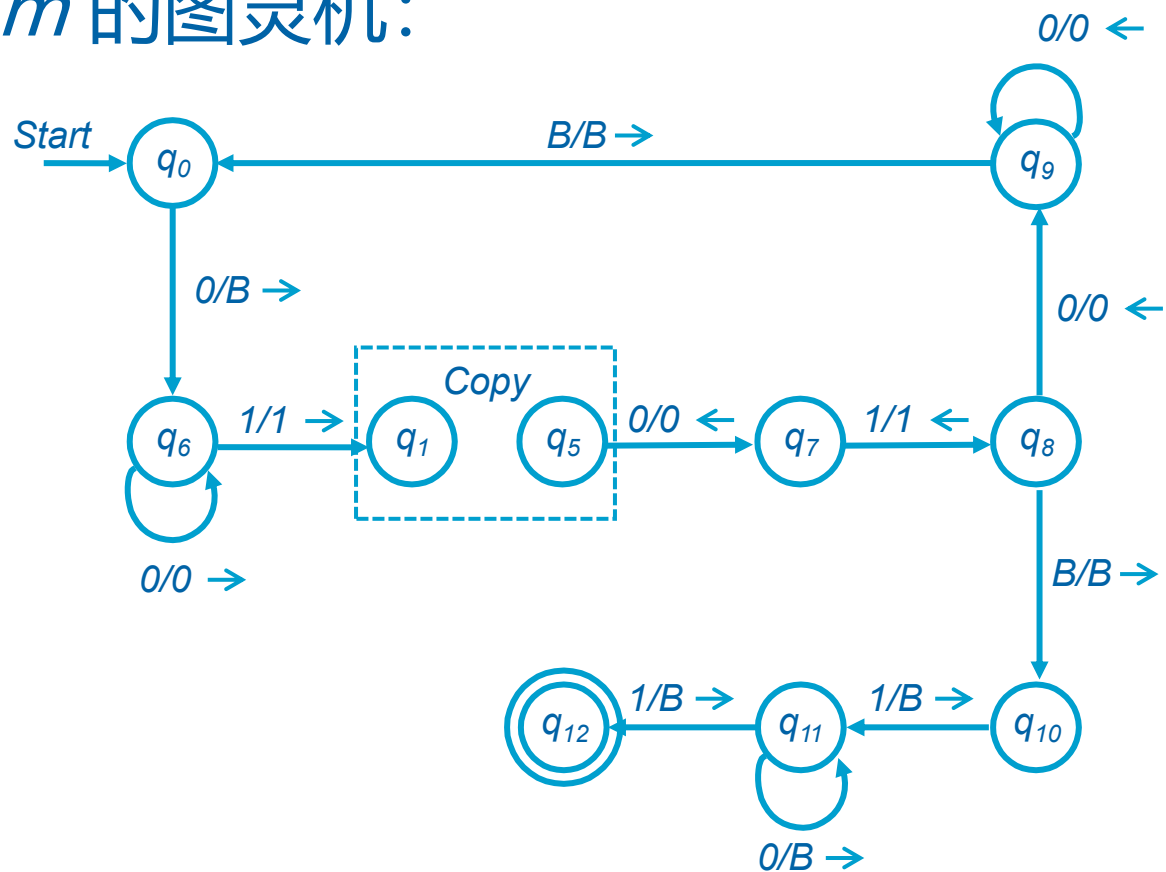 m 的图灵机：
0/0 ←
Start
q0
B/B →
q9
0/B →
0/0 ←
Copy
q6
1/1 →
q1
q5
0/0 ←
q7
1/1 ←
q8
0/0 →
B/B →
q12
1/B →
q11
1/B →
q10
0/B →